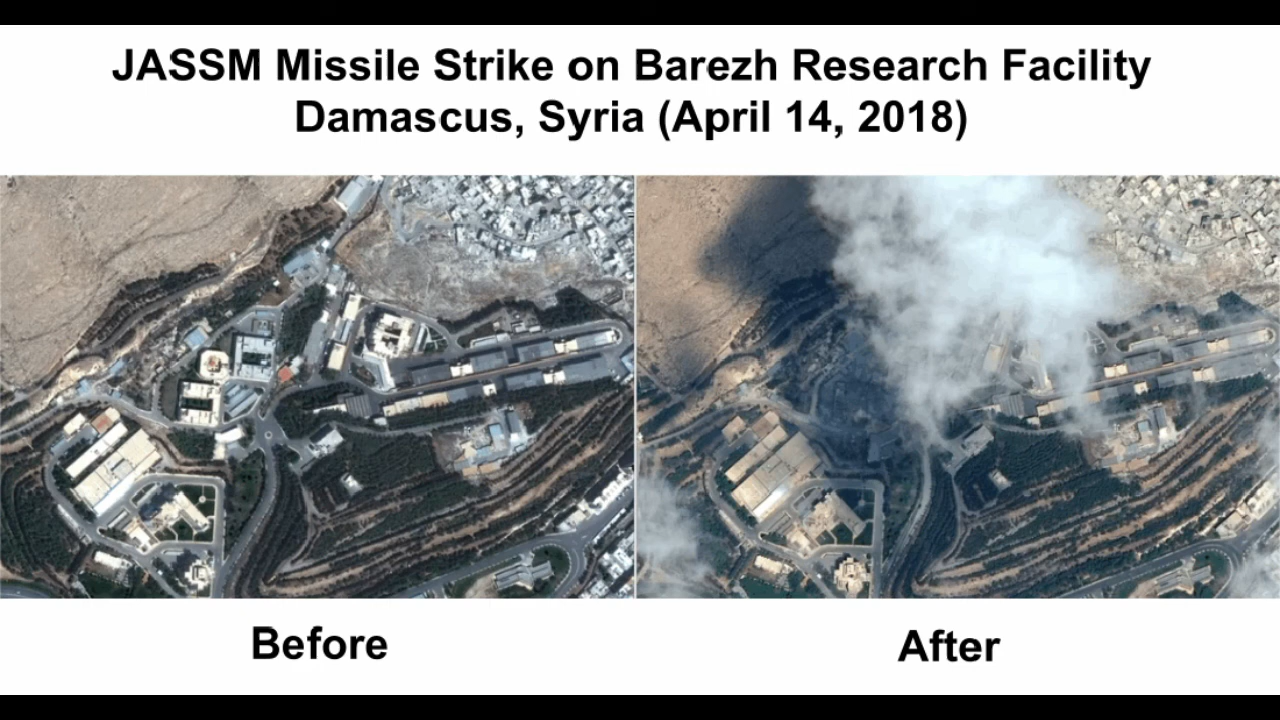 JASSM Missile Strike on Barezh Research Facility
Damascus, Syria (April 14, 2018)
Before
After